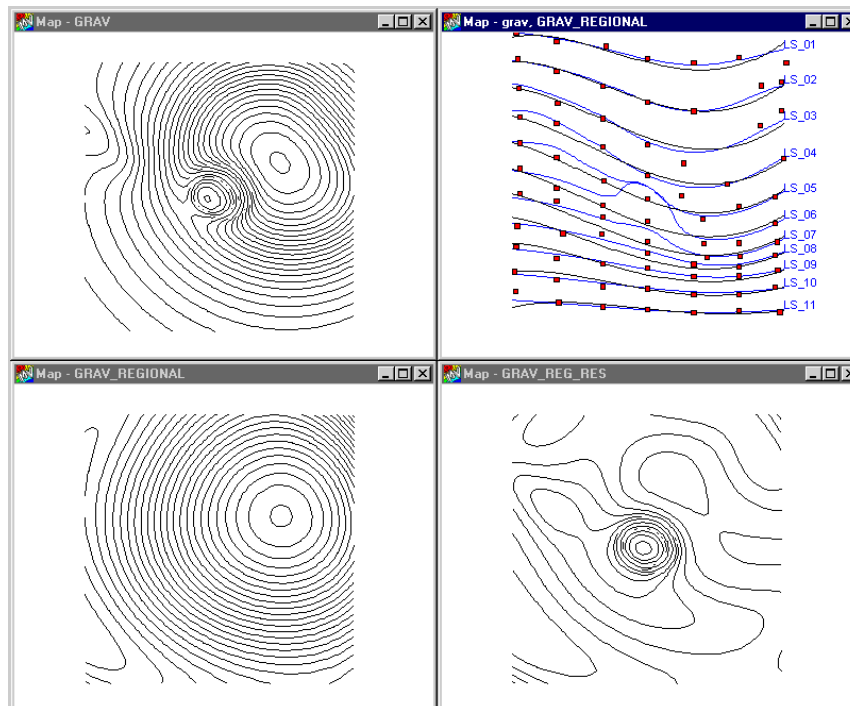 Map - GRAV
Map - grav, GRAV_REGIONAL
LS_01
LS_02
LS_03
LS_04
LS_05
LS_06
LS_07
LS_08
LS_09
LS_10
LS_11
Map - GRAV_REGIONAL
Map - GRAV_REG_RES